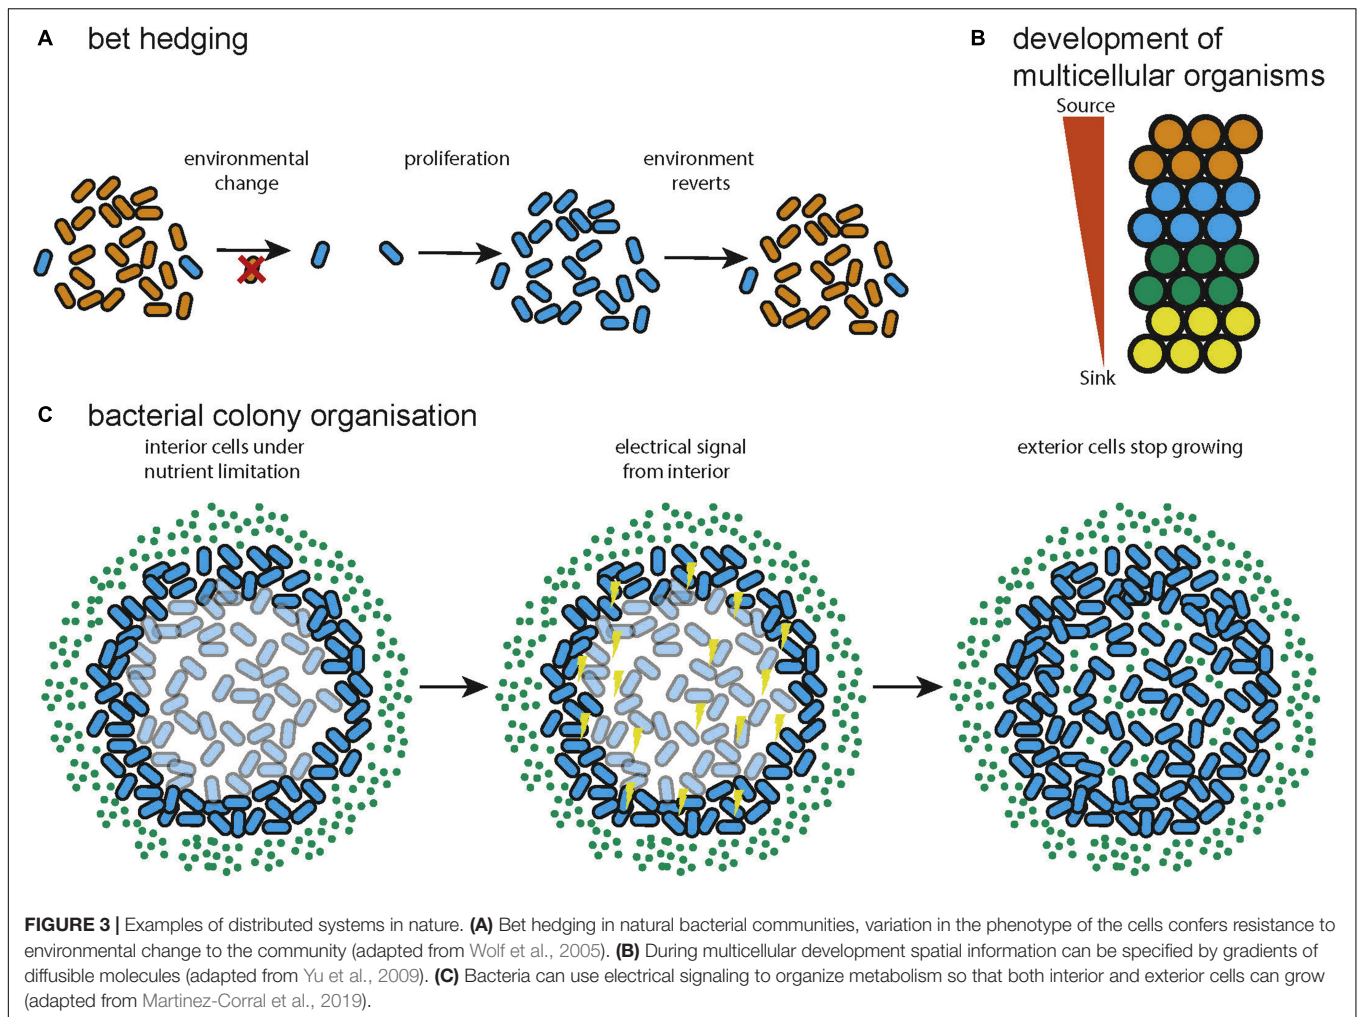 A bet hedging
environmental
change
proliferation
environment
reverts
B development of
multicellular organisms
Source
Sink
C bacterial colony organisation
interior cells under
nutrient limitation
electrical signal
from interior
exterior cells stop growing
FIGURE 3 | Examples of distributed systems in nature. (A) Bet hedging in natural bacterial communities, variation in the phenotype of the cells confers resistance to
environmental change to the community (adapted from Wolf et al., 2005). (B) During multicellular development spatial information can be specified by gradients of
diffusible molecules (adapted from Yu et al., 2009). (C) Bacteria can use electrical signaling to organize metabolism so that both interior and exterior cells can grow
(adapted from Martinez-Corral et al., 2019).